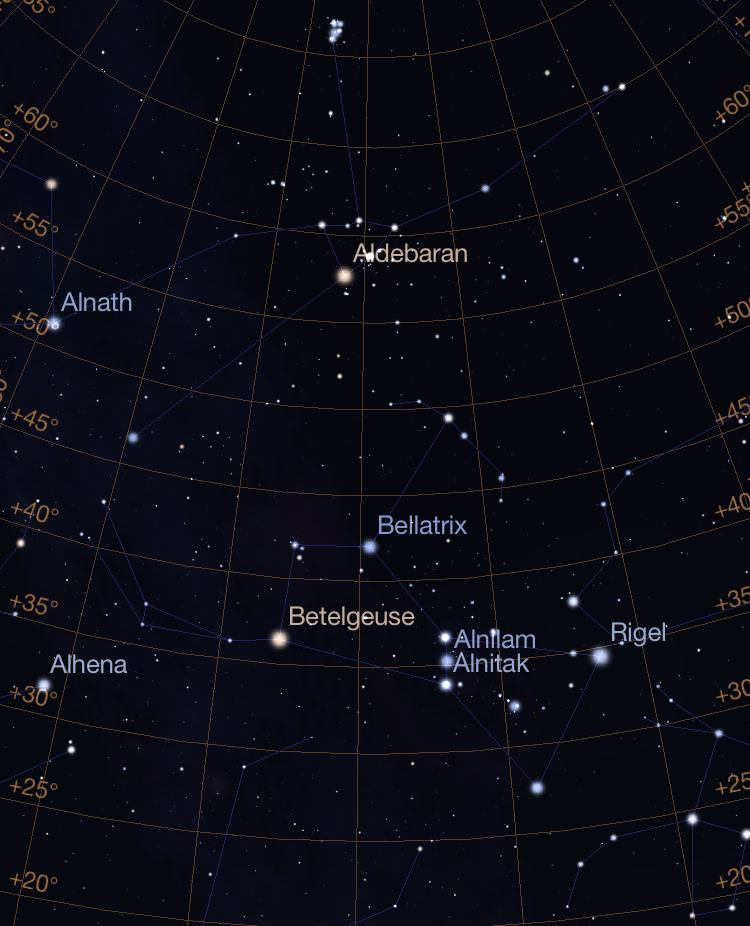 +60°
+60°
+55°
+55°
Aldebaran
Alnath
+50°
+50
+45°
+45
+40°
+40
Bellatrix
+35°
+35
Betelgeuse
Rigel
Alnilam
Alnitak
Alhena
+30°
+30
+25°
+25
+20°
+20